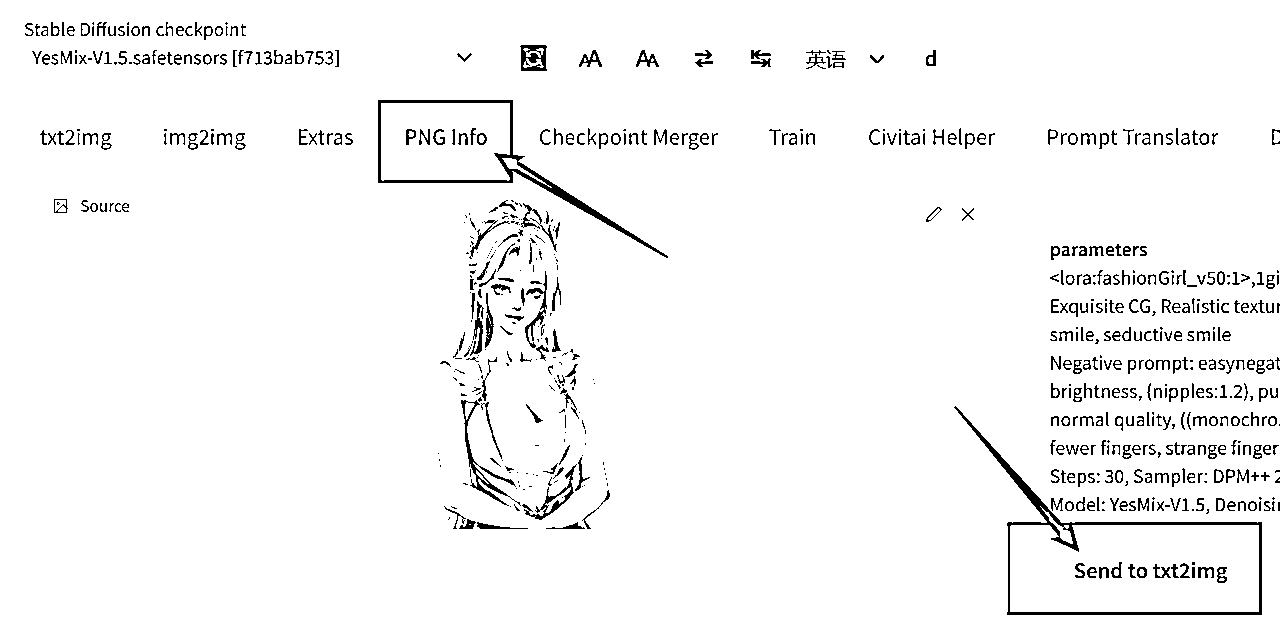 Stable Diffusion checkpoint
YesMix-V1.5.safetensors [f713bab753]
AA AA 英语 d
txt2img img2img Extras PNG Info Checkpoint Merger Train Civitai Helper Prompt Translator D
Source
parameters
<lora:fashionGirl_v50:1>,1gi
Exquisite CG, Realistic textur
smile, seductive smile
Negative prompt: easynegat
brightness, (nipples:1.2), pu
normal quality, ((monochro.
fewer fingers, strange finger
Steps: 30, Sampler: DPM++ 2
Model: YesMix-V1.5, Denoisin
Send to txt2img